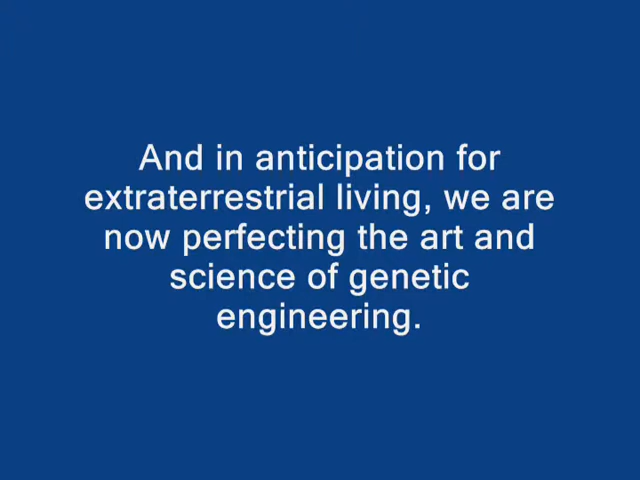 And in anticipation for
extraterrestrial living, we are
now perfecting the art and
science of genetic
engineering.